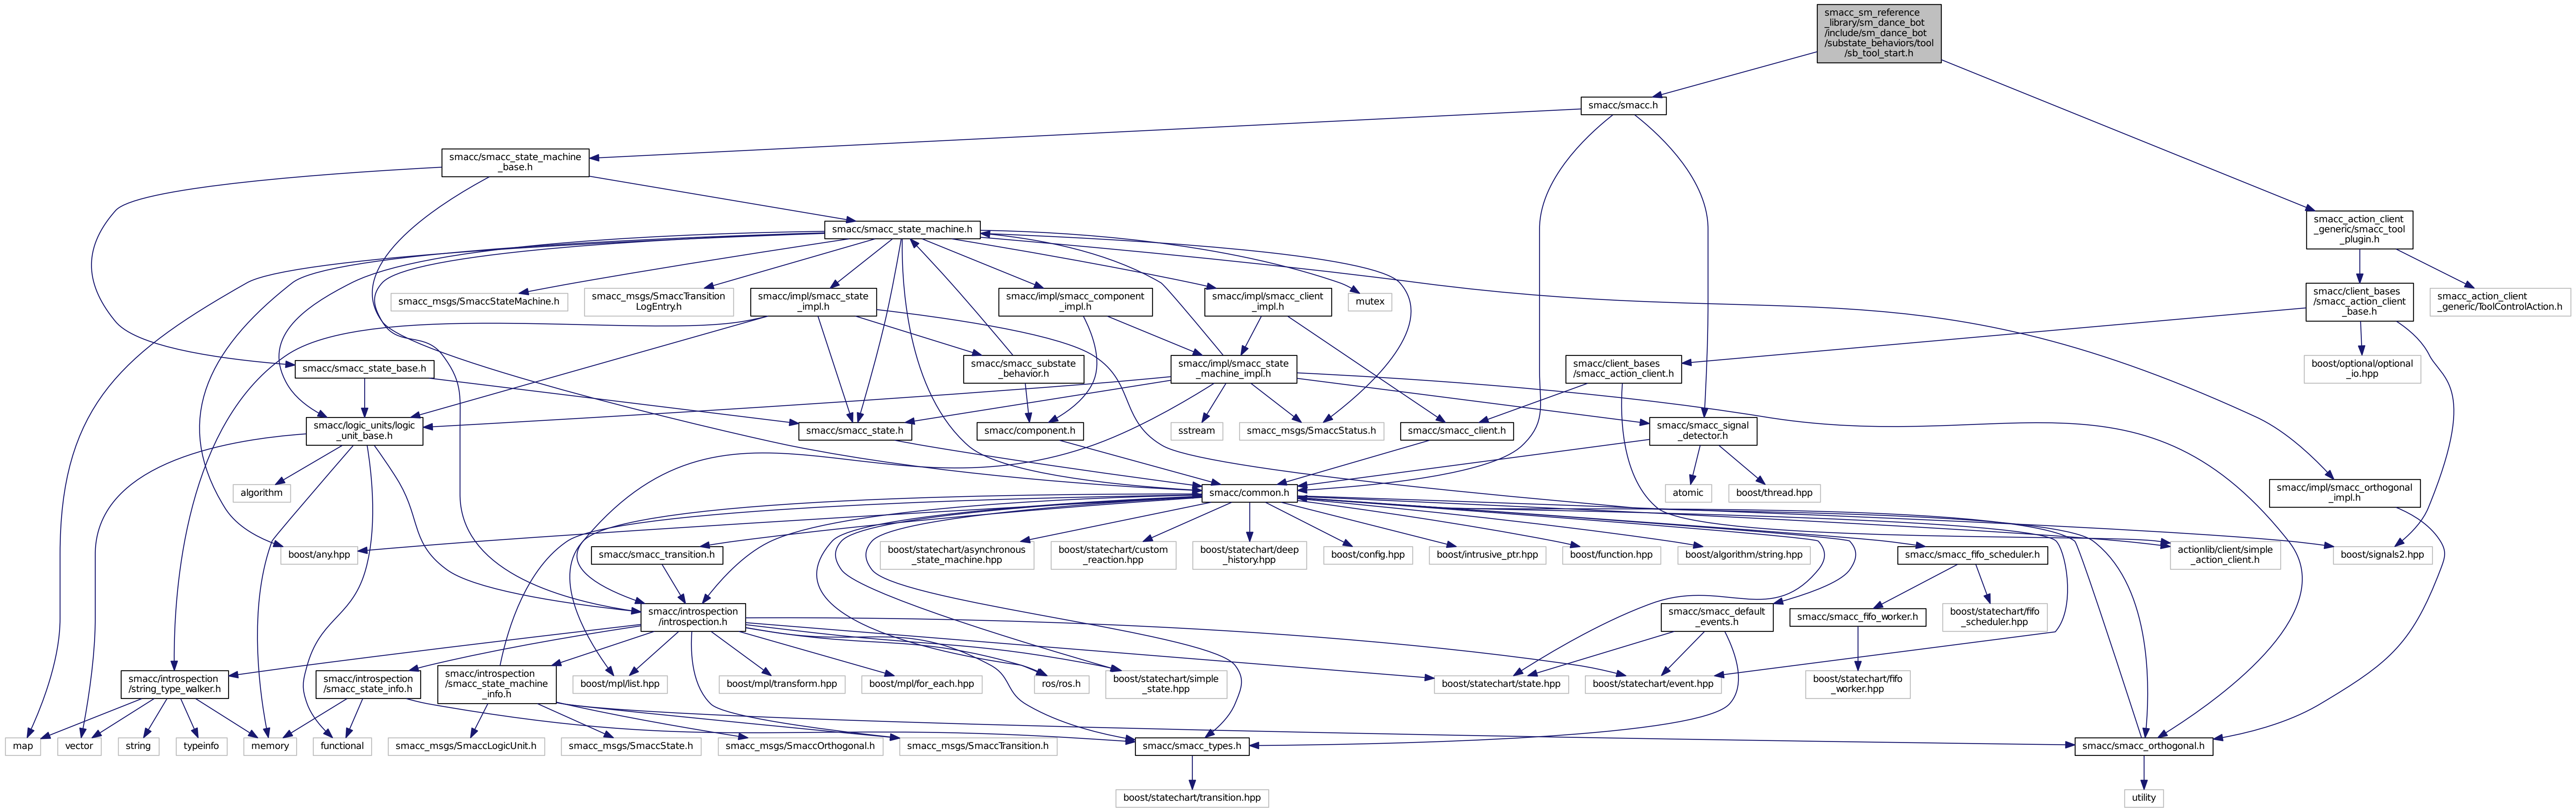 smacc_sm_reference
_library/sm_dance_bot
/include/sm_dance_bot
/substate_behaviors/tool
/sb_tool_start.h
smacc/smacc.h
smacc/smacc_state_machine
_base.h
smacc/smacc_state_machine.h
smacc_action_client
_generic/smacc_tool
_plugin.h
smacc_msgs/SmaccStateMachine.h
smacc_msgs/SmaccTransition
LogEntry.h
smacc/impl/smacc_state
_impl.h
smacc/impl/smacc_component
_impl.h
smacc/impl/smacc_client
_impl.h
mutex
smacc/client_bases
/smacc_action_client
_base.h
smacc_action_client
_generic/ToolControlAction.h
smacc/smacc_state_base.h
smacc/smacc_substate
_behavior.h
smacc/impl/smacc_state
_machine_impl.h
smacc/client_bases
/smacc_action_client.h
boost/optional/optional
_io.hpp
smacc/logic_units/logic
_unit_base.h
smacc/smacc_state.h
smacc/component.h
sstream
smacc_msgs/SmaccStatus.h
smacc/smacc_client.h
smacc/smacc_signal
_detector.h
algorithm
smacc/common.h
atomic
boost/thread.hpp
smacc/impl/smacc_orthogonal
_impl.h
boost/any.hpp
smacc/smacc_transition.h
boost/statechart/asynchronous
_state_machine.hpp
boost/statechart/custom
_reaction.hpp
boost/statechart/deep
_history.hpp
boost/config.hpp
boost/intrusive_ptr.hpp
boost/function.hpp
boost/algorithm/string.hpp
smacc/smacc_fifo_scheduler.h
actionlib/client/simple
_action_client.h
boost/signals2.hpp
smacc/introspection
/introspection.h
smacc/smacc_default
_events.h
smacc/smacc_fifo_worker.h
boost/statechart/fifo
_scheduler.hpp
smacc/introspection
/string_type_walker.h
smacc/introspection
/smacc_state_info.h
smacc/introspection
/smacc_state_machine
_info.h
boost/mpl/list.hpp
boost/mpl/transform.hpp
boost/mpl/for_each.hpp
ros/ros.h
boost/statechart/simple
_state.hpp
boost/statechart/state.hpp
boost/statechart/event.hpp
boost/statechart/fifo
_worker.hpp
map
vector
string
typeinfo
memory
functional
smacc_msgs/SmaccLogicUnit.h
smacc_msgs/SmaccState.h
smacc_msgs/SmaccOrthogonal.h
smacc_msgs/SmaccTransition.h
smacc/smacc_types.h
smacc/smacc_orthogonal.h
boost/statechart/transition.hpp
utility